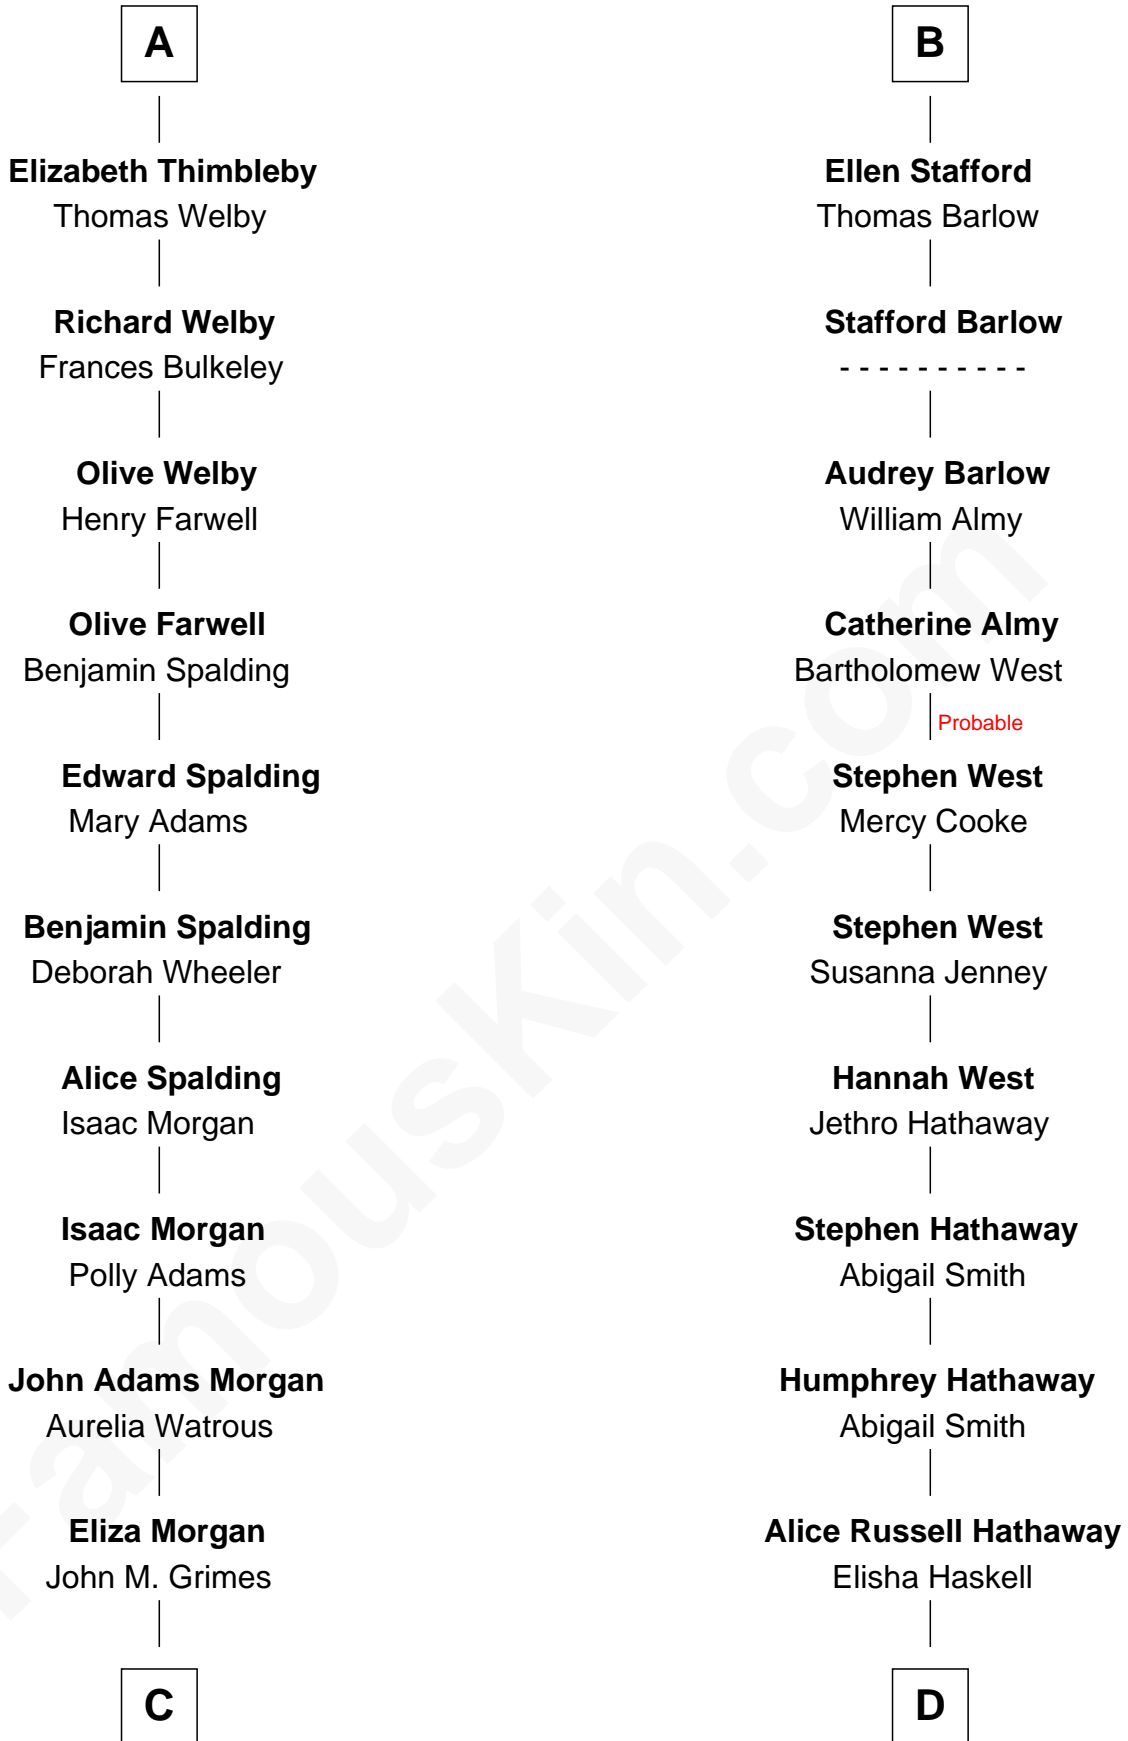 A
Elizabeth Thimbleby
Thomas Welby
Richard Welby
Frances Bulkeley
Olive Welby
Henry Farwell
Olive Farwell
Benjamin Spalding
Edward Spalding
Mary Adams
Benjamin Spalding
Deborah Wheeler
Alice Spalding
Isaac Morgan
Isaac Morgan
Polly Adams
John Adams Morgan
Aurelia Watrous
Eliza Morgan
John M. Grimes
C
B
Ellen Stafford
Thomas Barlow
Stafford Barlow
- - - - - - - - - -
Audrey Barlow
William Almy
Catherine Almy
Bartholomew West
Probable
Stephen West
Mercy Cooke
Stephen West
Susanna Jenney
Hannah West
Jethro Hathaway
Stephen Hathaway
Abigail Smith
Humphrey Hathaway
Abigail Smith
Alice Russell Hathaway
Elisha Haskell
D
FamousKin.com